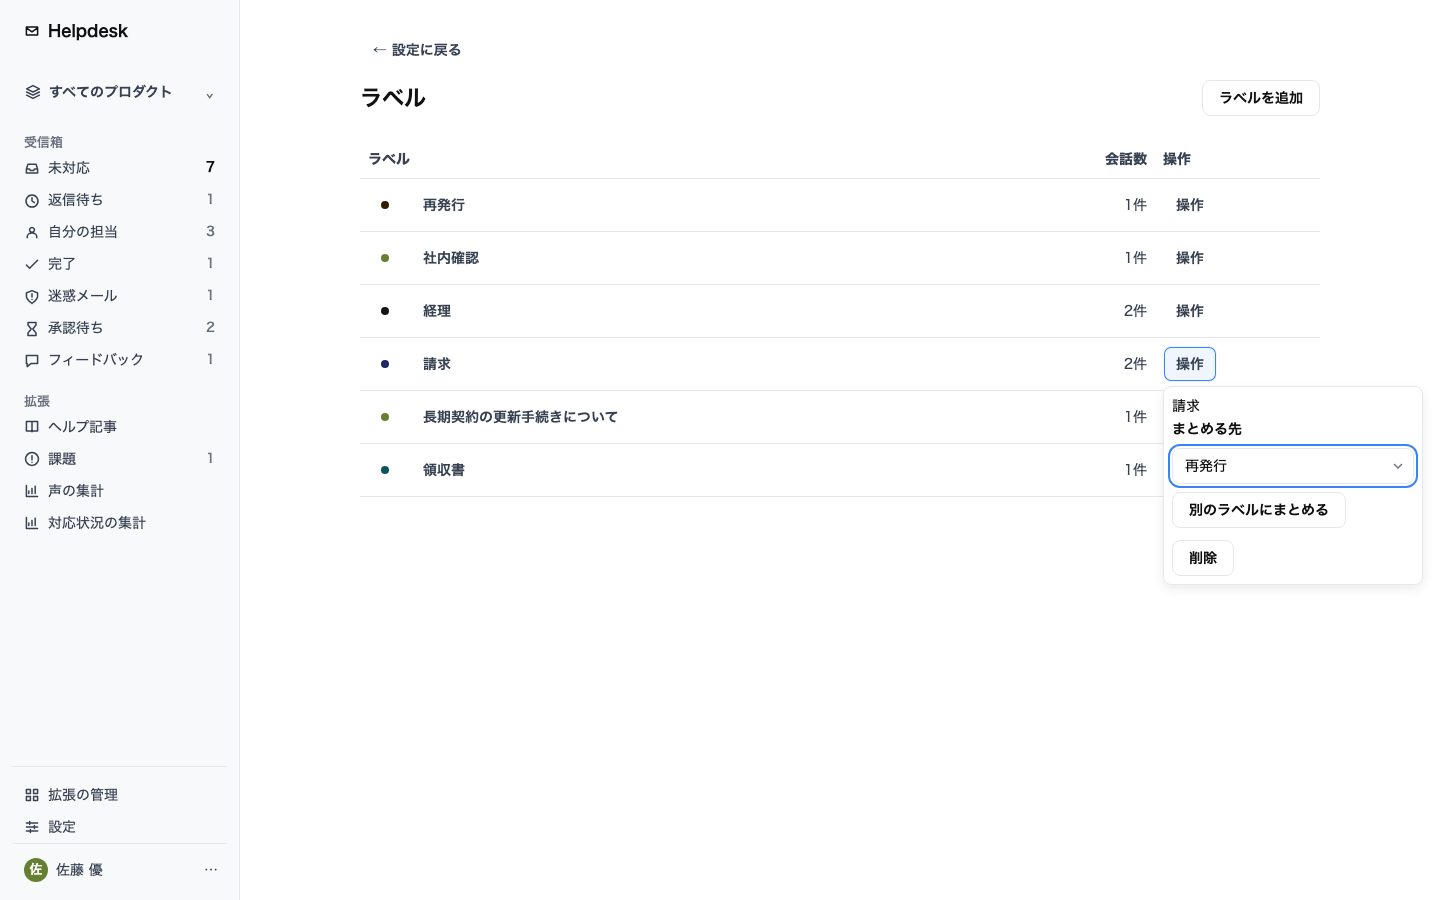 Helpdesk
すべてのプロダクト
受信箱
未対応 7
返信待ち 1
自分の担当 3
完了 1
迷惑メール 1
承認待ち 2
フィードバック 1
拡張
ヘルプ記事
課題 1
声の集計
対応状況の集計
拡張の管理
設定
佐 佐藤 優 …
← 設定に戻る
ラベル
ラベルを追加
ラベル 会話数 操作
再発行 1件 操作
社内確認 1件 操作
経理 2件 操作
請求 2件 操作
長期契約の更新手続きについて 1件
領収書 1件
請求
まとめる先
再発行
別のラベルにまとめる
削除